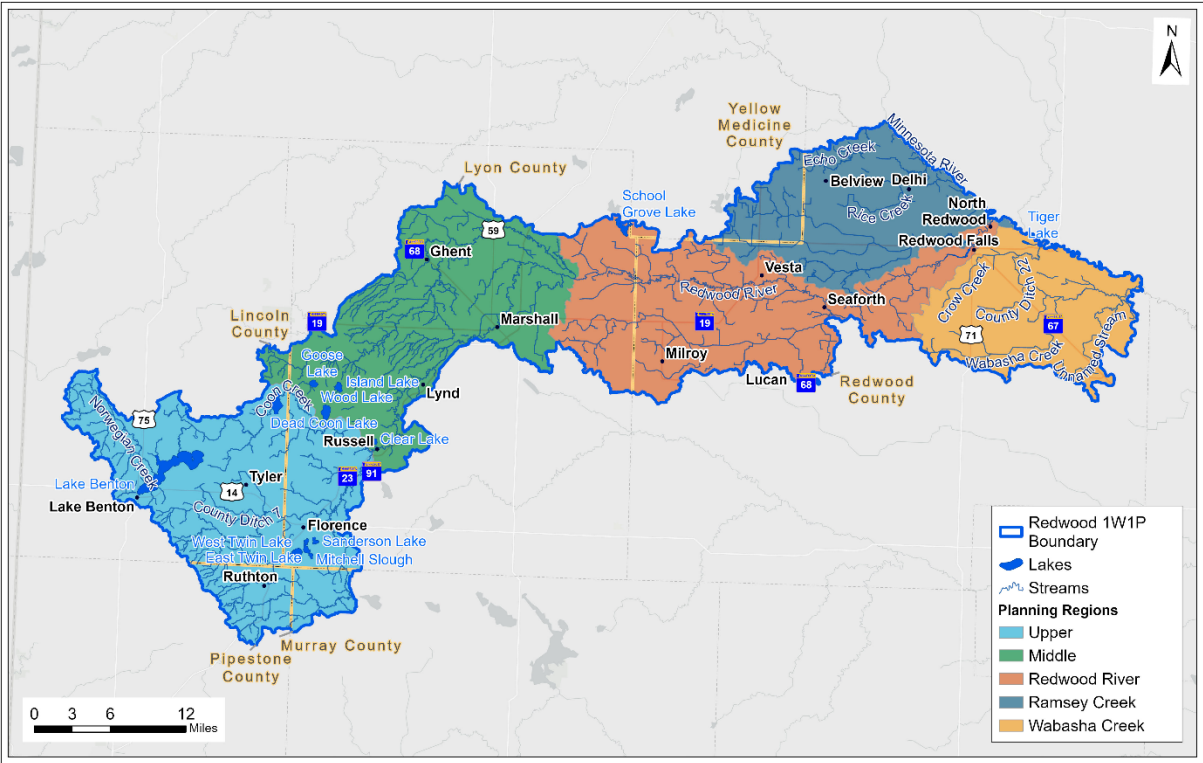 N
Yellow
Medicine
County
Minnesota River
Echo Creek
Belview
Delhi
Lyon County
School
Grove Lake
Rice Creek
North
Redwood
Tiger
Lake
59
68
Ghent
Redwood Falls
Vesta
Crow Creek
County Ditch 22
Redwood River
Seaforth
Lincoln
County
19
Marshall
19
67
71
Goose
Lake
Milroy
Wabasha Creek
Unnamed Stream
Island Lake
Wood Lake
Lynd
Lucan
68
Redwood
County
Coon Creek
Norwegian Creek
75
Dead Coon Lake
Russell
Clear Lake
23
91
Lake Benton
Lake Benton
14
Tyler
County Ditch 7
Florence
West Twin Lake
Sanderson Lake
East Twin Lake
Mitchell Slough
Ruthton
Murray County
Pipestone
County
Redwood 1W1P
Boundary
Lakes
Streams
Planning Regions
Upper
Middle
Redwood River
Ramsey Creek
Wabasha Creek
0 3 6 12
Miles